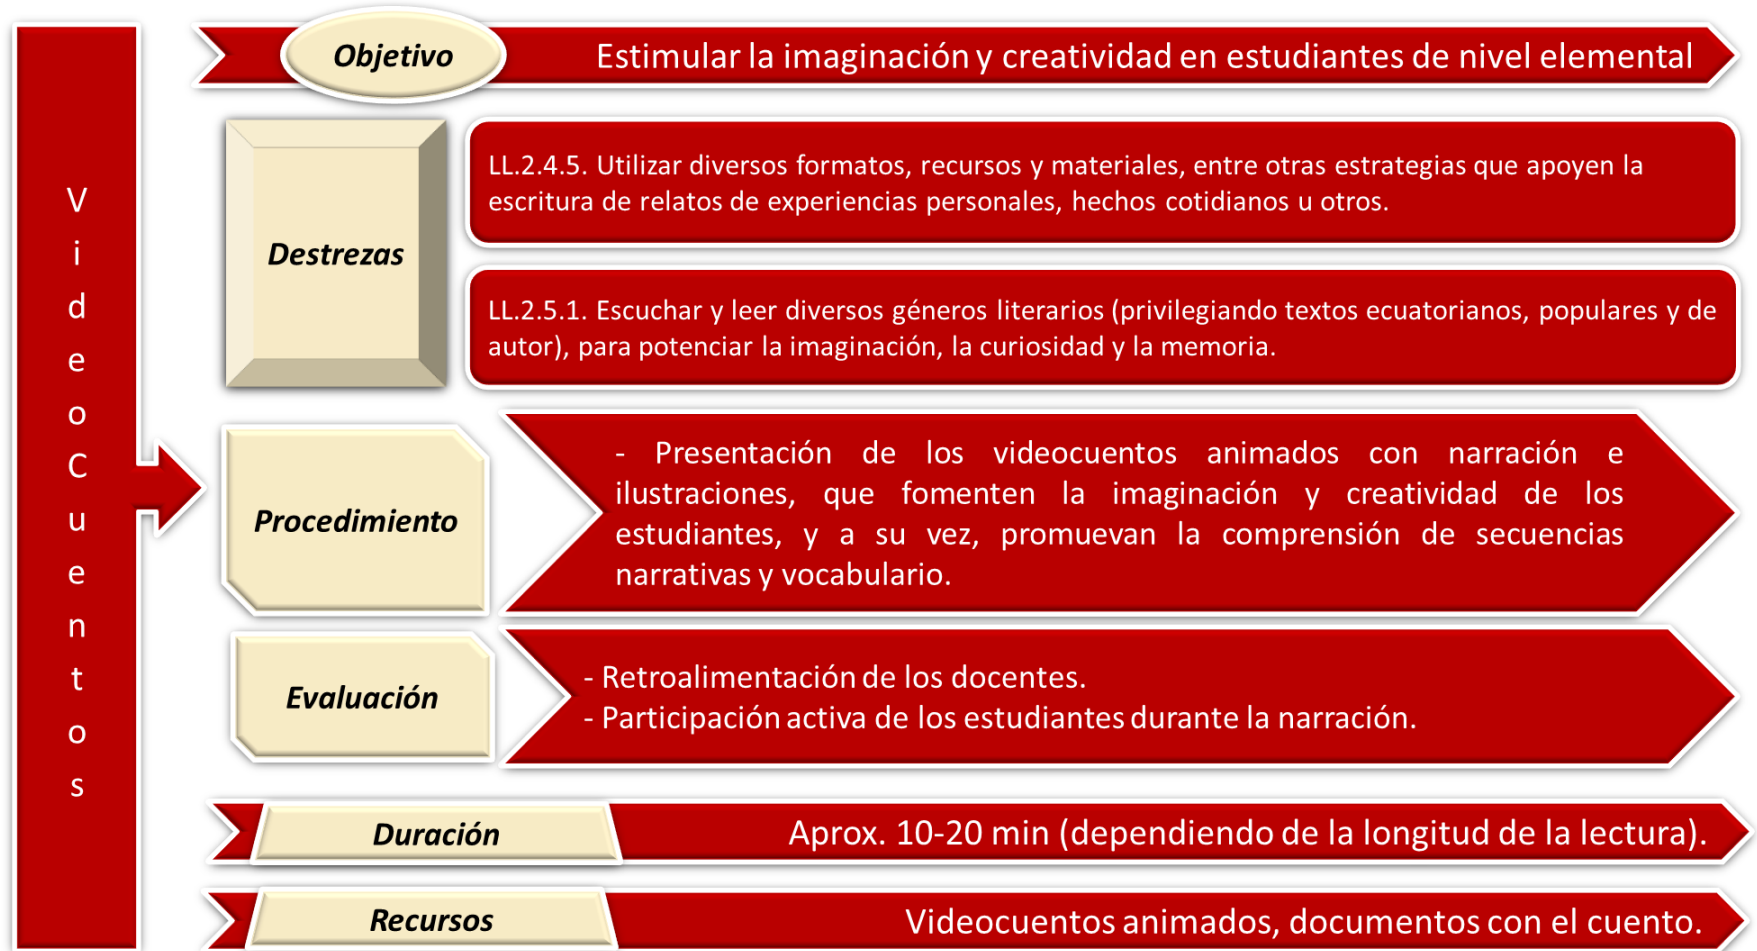 VideoCuentos
Objetivo
Estimular la imaginación y creatividad en estudiantes de nivel elemental
Destrezas
LL.2.4.5. Utilizar diversos formatos, recursos y materiales, entre otras estrategias que apoyen la
escritura de relatos de experiencias personales, hechos cotidianos u otros.
LL.2.5.1. Escuchar y leer diversos géneros literarios (privilegiando textos ecuatorianos, populares y de
autor), para potenciar la imaginación, la curiosidad y la memoria.
Procedimiento
- Presentación de los videocuentos animados con narración e
ilustraciones, que fomenten la imaginación y creatividad de los
estudiantes, y a su vez, promuevan la comprensión de secuencias
narrativas y vocabulario.
Evaluación
- Retroalimentación de los docentes.
- Participación activa de los estudiantes durante la narración.
Duración
Aprox. 10-20 min (dependiendo de la longitud de la lectura).
Recursos
Videocuentos animados, documentos con el cuento.